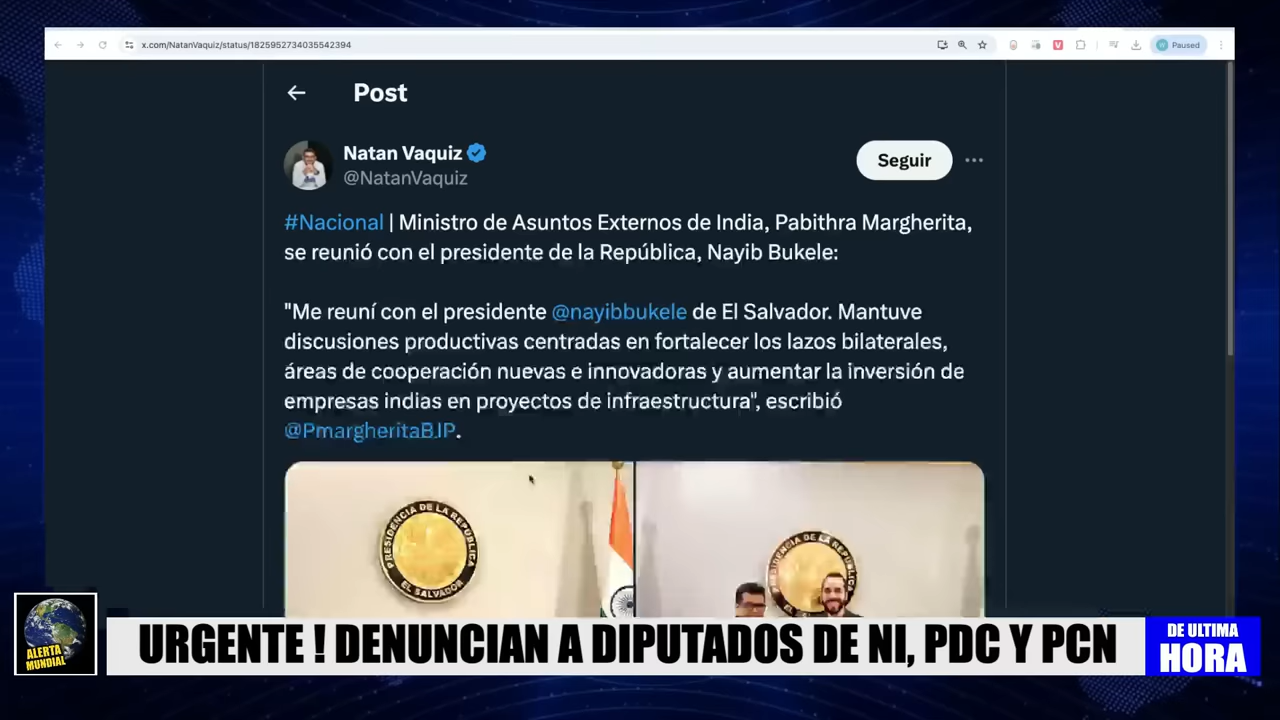 x.com/NatanVaquiz/status/1825952734035542394
Paused
Post
Natan Vaquiz
@NatanVaquiz
Seguir
#Nacional | Ministro de Asuntos Externos de India, Pabithra Margherita,
se reunió con el presidente de la República, Nayib Bukele:
"Me reuní con el presidente @nayibbukele de El Salvador. Mantuve
discusiones productivas centradas en fortalecer los lazos bilaterales,
áreas de cooperación nuevas e innovadoras y aumentar la inversión de
empresas indias en proyectos de infraestructura", escribió
@PmargheritaBJP.
PRESIDENCIA DE LA REPÚBLICA
EL SALVADOR
PRESIDENCIA DE LA REPÚBLICA
ALERTA
MUNDIAL
URGENTE ! DENUNCIAN A DIPUTADOS DE NI, PDC Y PCN
DE ULTIMA
HORA